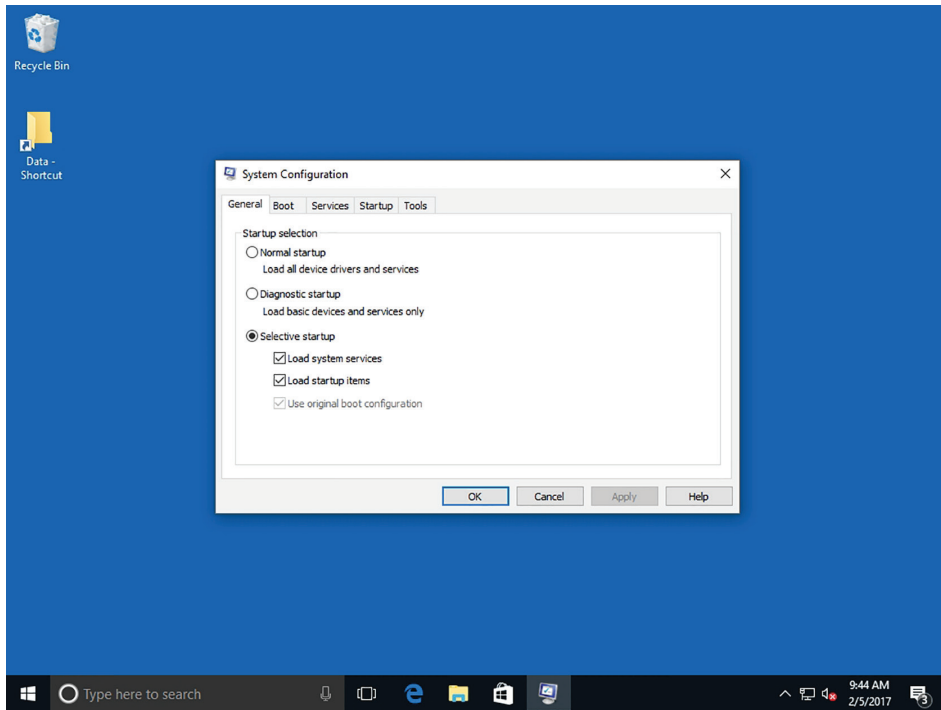 Recycle Bin
Data -
Shortcut
System Configuration
General Boot Services Startup Tools
Startup selection
Normal startup
Load all device drivers and services
Diagnostic startup
Load basic devices and services only
Selective startup
Load system services
Load startup items
Use original boot configuration
OK Cancel Apply Help
Type here to search
9:44 AM
2/5/2017
3